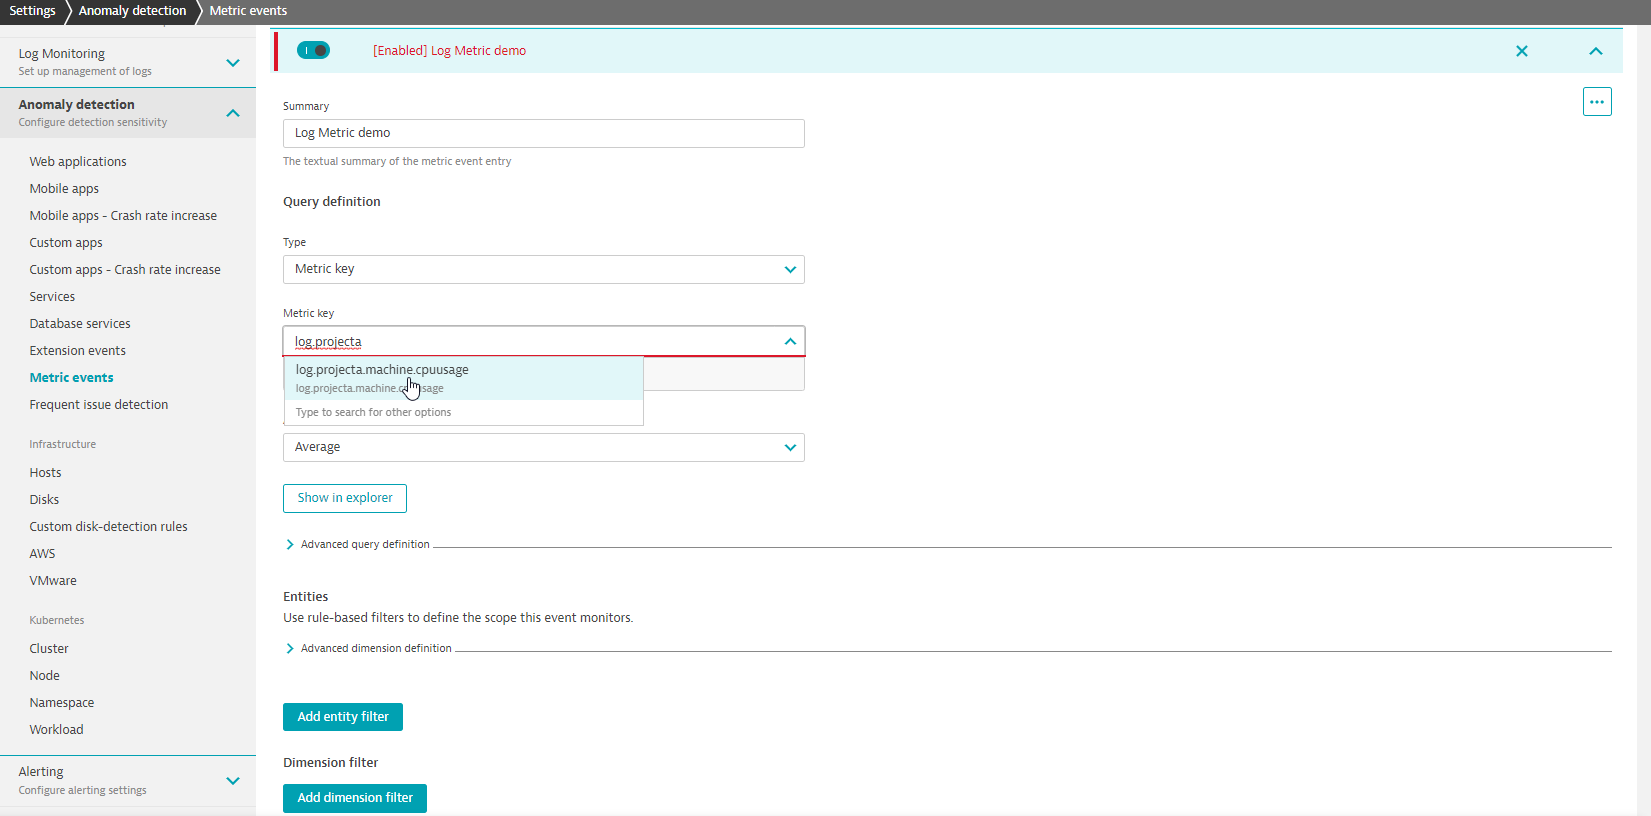 Settings
Anomaly detection
Metric events
Log Monitoring
Set up management of logs
Anomaly detection
Configure detection sensitivity
Web applications
Mobile apps
Mobile apps - Crash rate increase
Custom apps
Custom apps - Crash rate increase
Services
Database services
Extension events
Metric events
Frequent issue detection
Infrastructure
Hosts
Disks
Custom disk-detection rules
AWS
VMware
Kubernetes
Cluster
Node
Namespace
Workload
Alerting
Configure alerting settings
[Enabled] Log Metric demo
Summary
Log Metric demo
The textual summary of the metric event entry
Query definition
Type
Metric key
Metric key
log.projecta
log.projecta.machine.cpuusage
log.projecta.machine.cpuusage
Type to search for other options
Average
Show in explorer
Advanced query definition
Entities
Use rule-based filters to define the scope this event monitors.
Advanced dimension definition
Add entity filter
Dimension filter
Add dimension filter